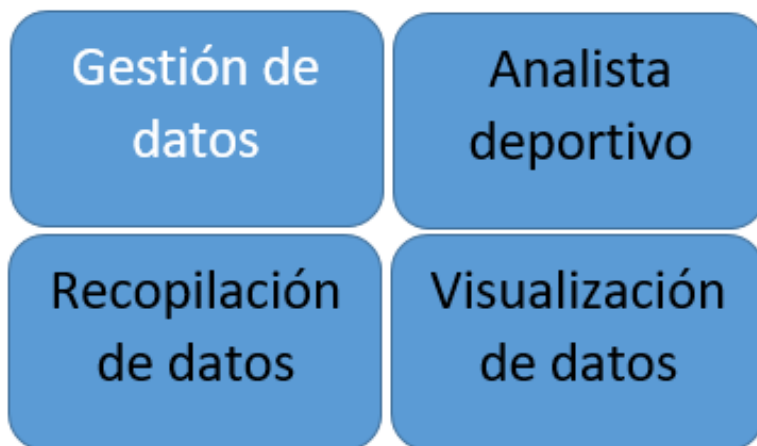 Gestión de
datos
Analista
deportivo
Recopilación
de datos
Visualización
de datos